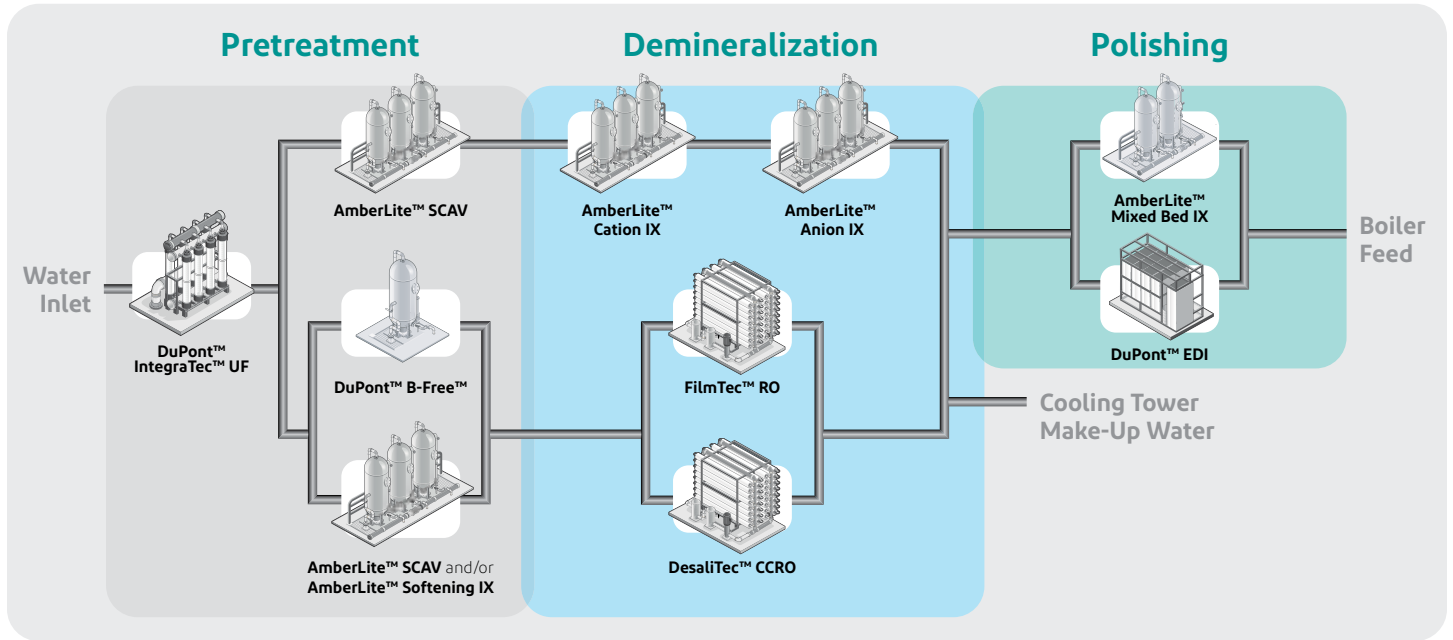 Pretreatment
Demineralization
Polishing
AmberLite™ SCAV
AmberLite™
Cation IX
AmberLite™
Anion IX
AmberLite™
Mixed Bed IX
Water
Inlet
Boiler
Feed
DuPont™
IntegraTec™ UF
DuPont™ B-Free™
FilmTec™ RO
DuPont™ EDI
Cooling Tower
Make-Up Water
AmberLite™ SCAV and/or
AmberLite™ Softening IX
DesaliTec™ CCRO